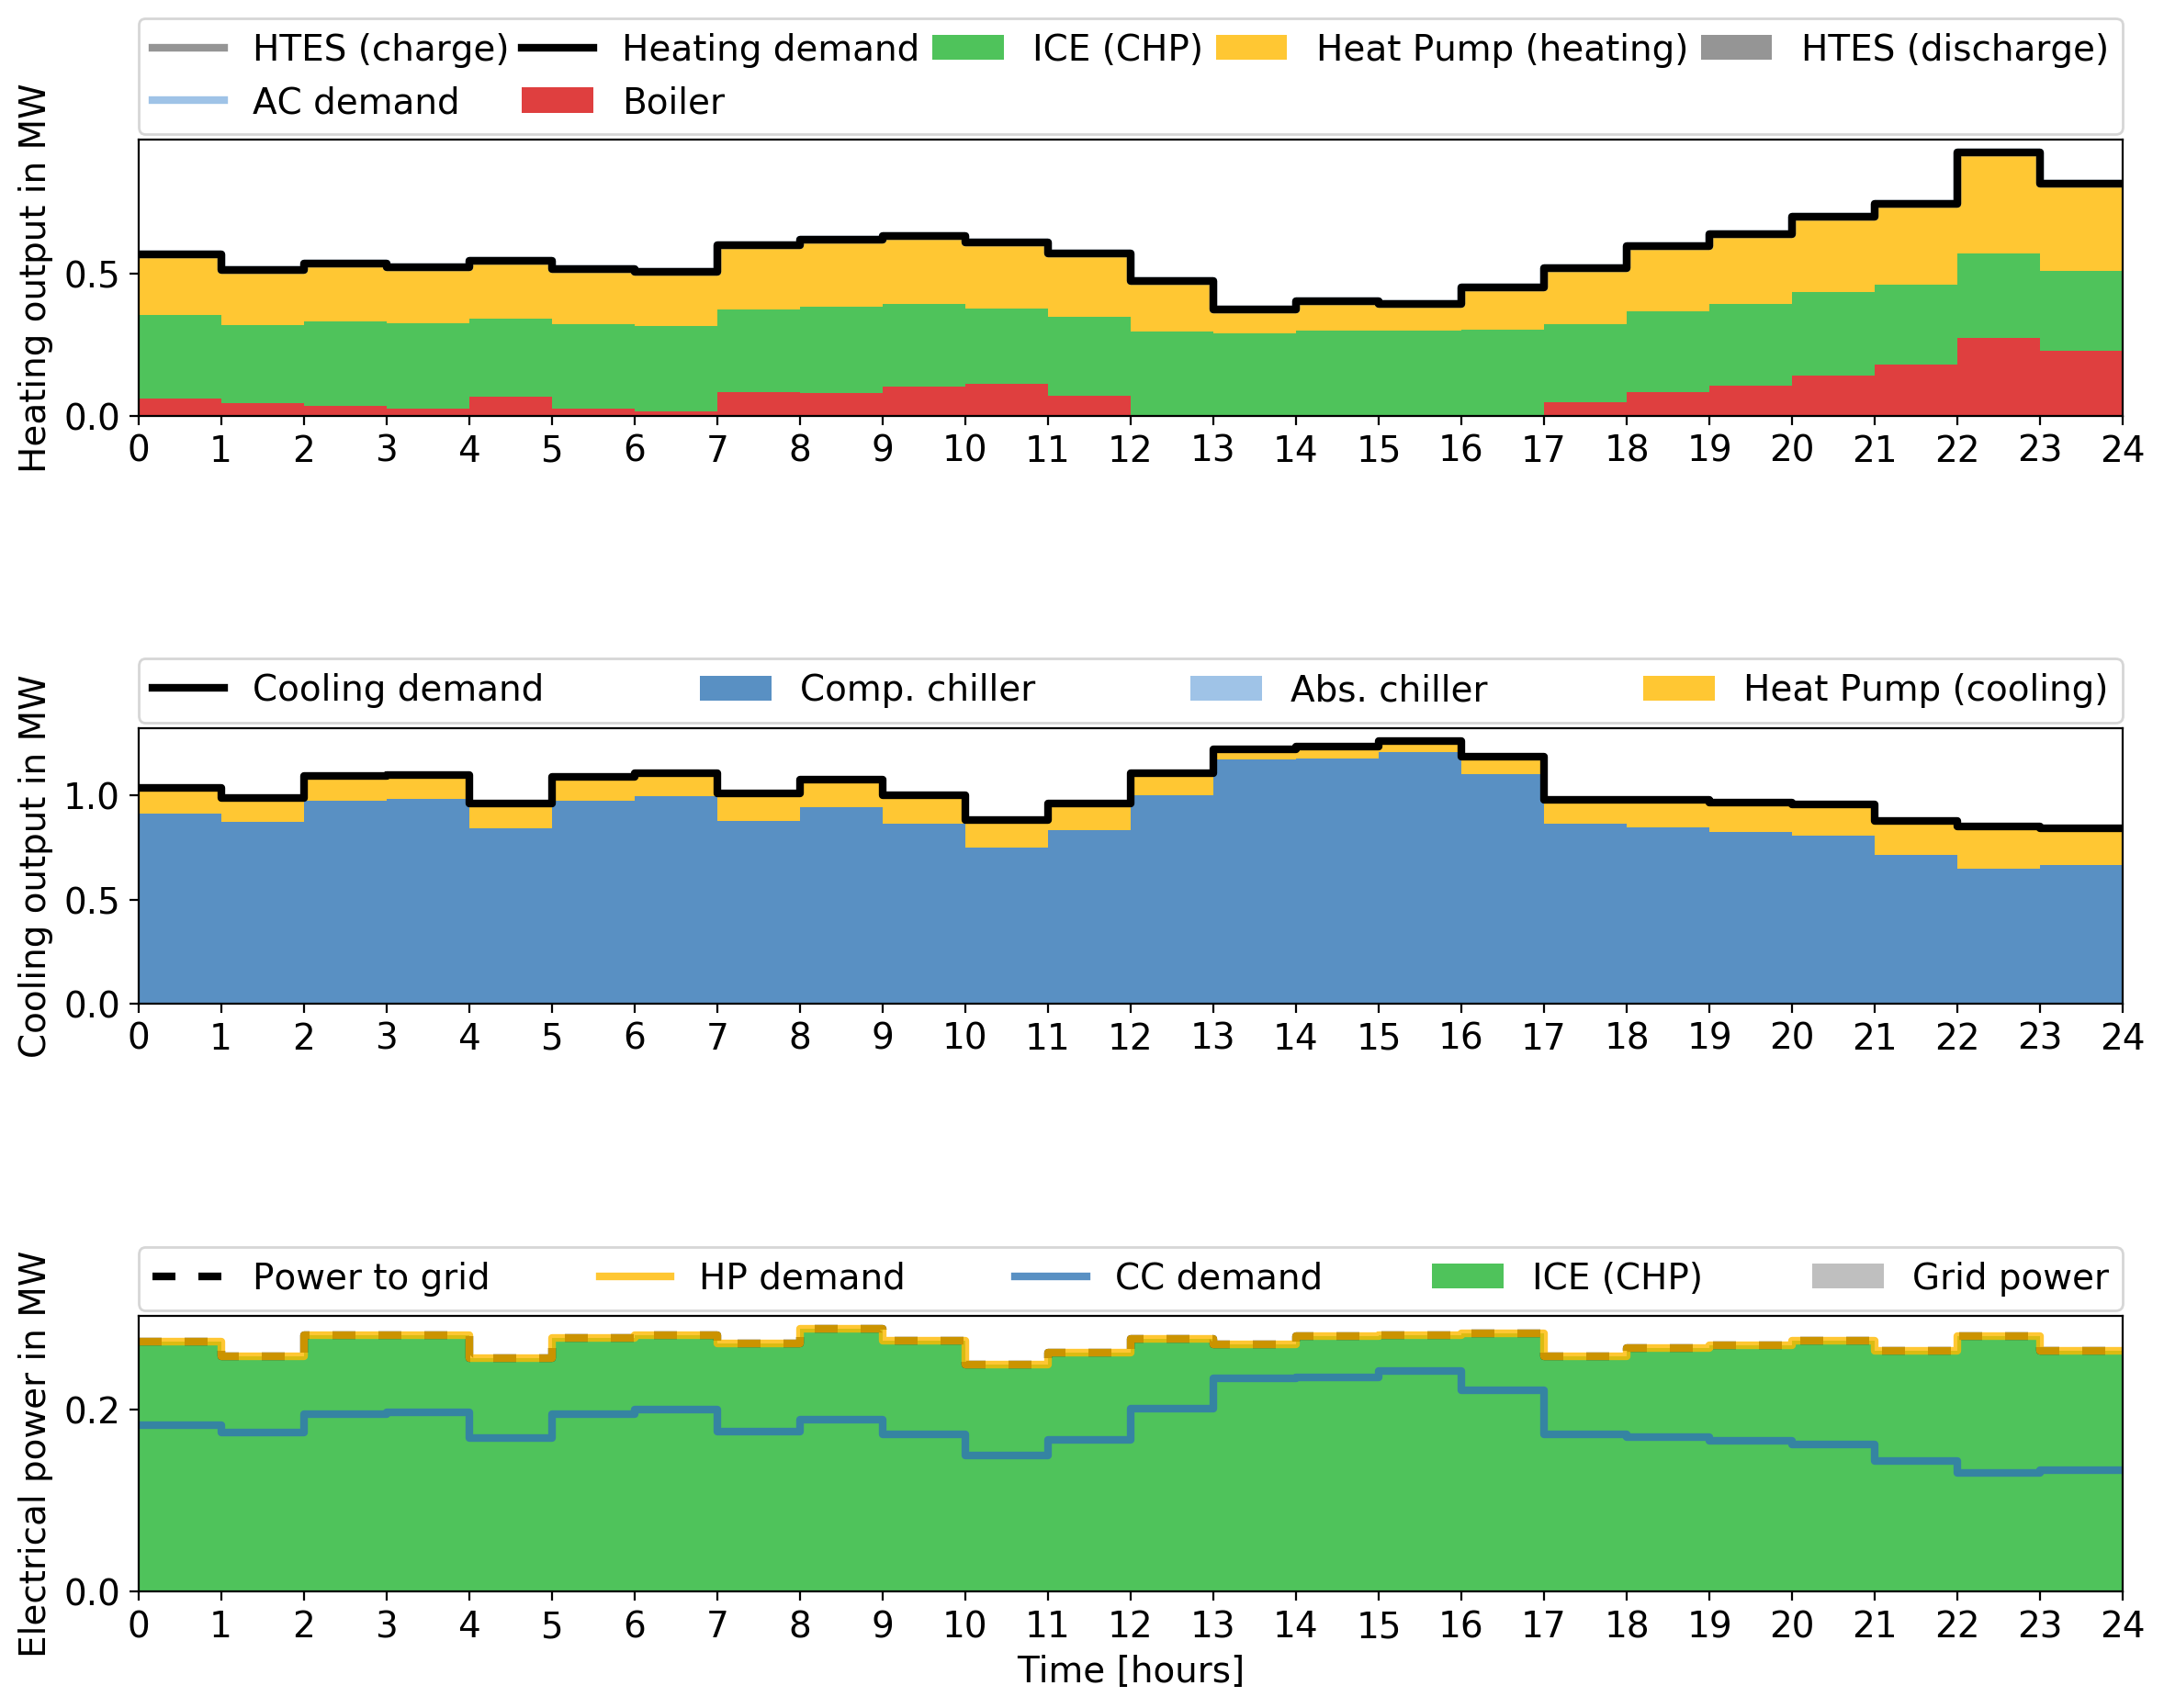 HTES (charge) Heating demand ICE (CHP) Heat Pump (heating) HTES (discharge)
AC demand Boiler
Heating output in MW
0.5
0.0
0 1 2 3 4 5 6 7 8 9 10 11 12 13 14 15 16 17 18 19 20 21 22 23 24
Cooling demand Comp. chiller Abs. chiller Heat Pump (cooling)
Cooling output in MW
1.0
0.5
0.0
0 1 2 3 4 5 6 7 8 9 10 11 12 13 14 15 16 17 18 19 20 21 22 23 24
Power to grid HP demand CC demand ICE (CHP) Grid power
Electrical power in MW
0.2
0.0
0 1 2 3 4 5 6 7 8 9 10 11 12 13 14 15 16 17 18 19 20 21 22 23 24
Time [hours]